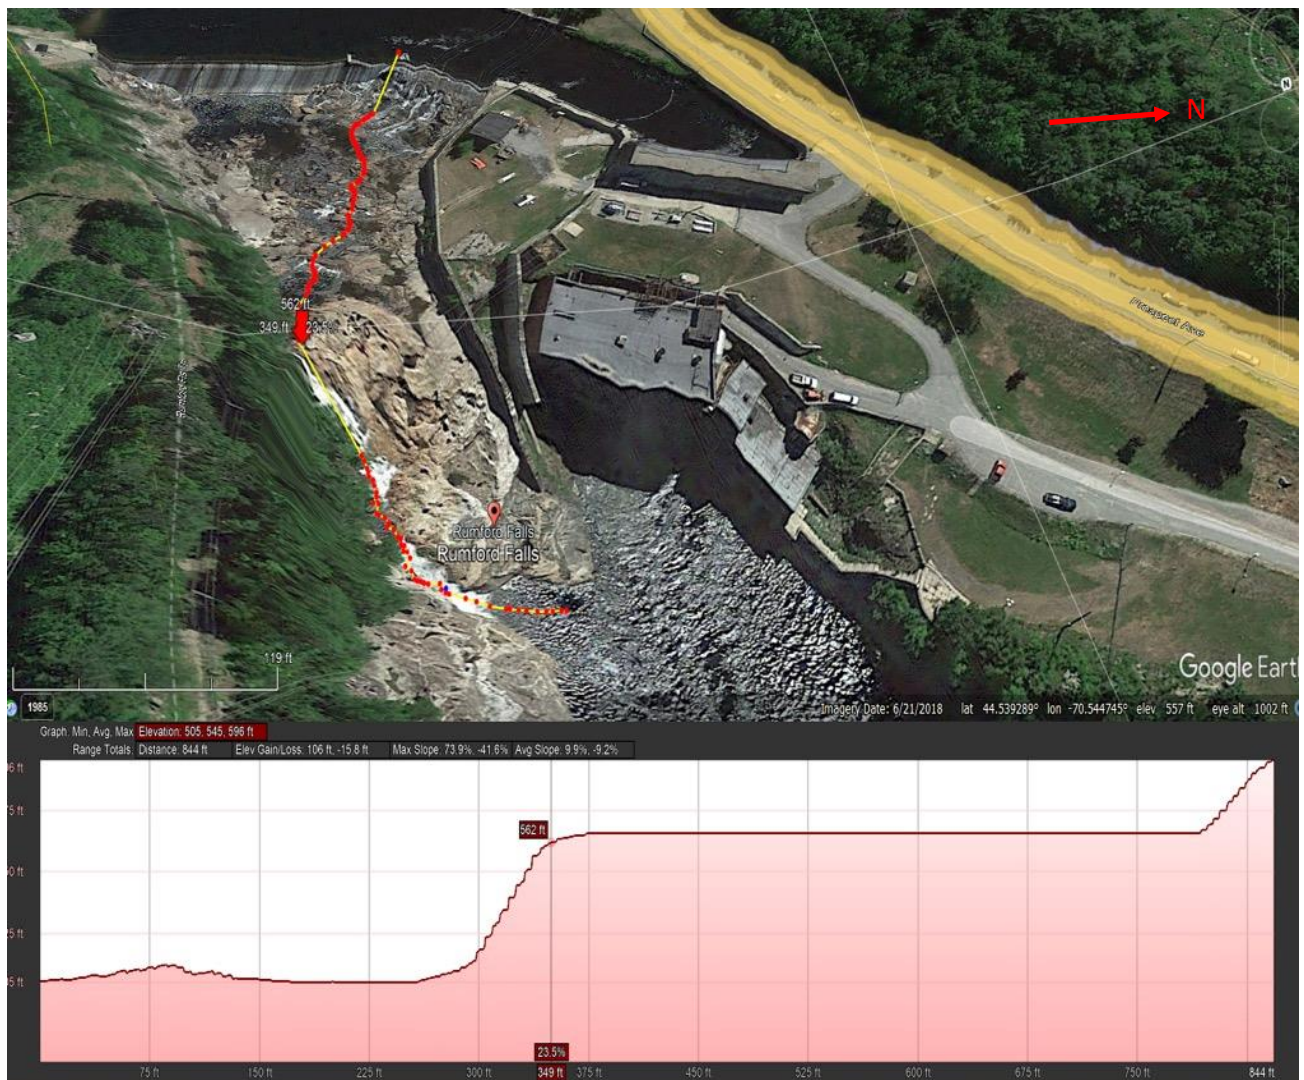 N
N
Prospect Ave
562 ft
349 ft 23.5%
Rumford Falls
Rumford Falls
119 ft
Google Earth
1985
Imagery Date: 6/21/2018 lat 44.539289° lon -70.544745° elev 557 ft eye alt 1002 ft
Graph: Min, Avg, Max Elevation: 505, 545, 596 ft
Range Totals: Distance: 844 ft Elev Gain/Loss: 106 ft, -15.8 ft Max Slope: 73.9%, -41.6% Avg Slope: 9.9%, -9.2%
562 ft
23.5%
75 ft 150 ft 225 ft 300 ft 349 ft 375 ft 450 ft 525 ft 600 ft 675 ft 750 ft 844 ft